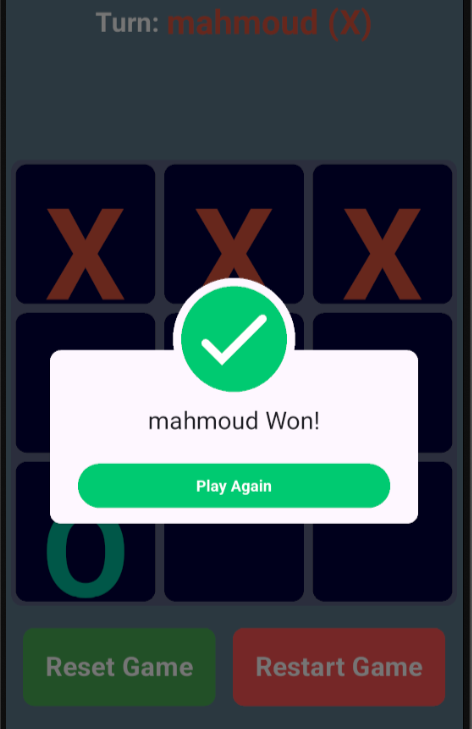 Turn: mahmoud (X)
X X X
mahmoud Won!
Play Again
O
Reset Game Restart Game